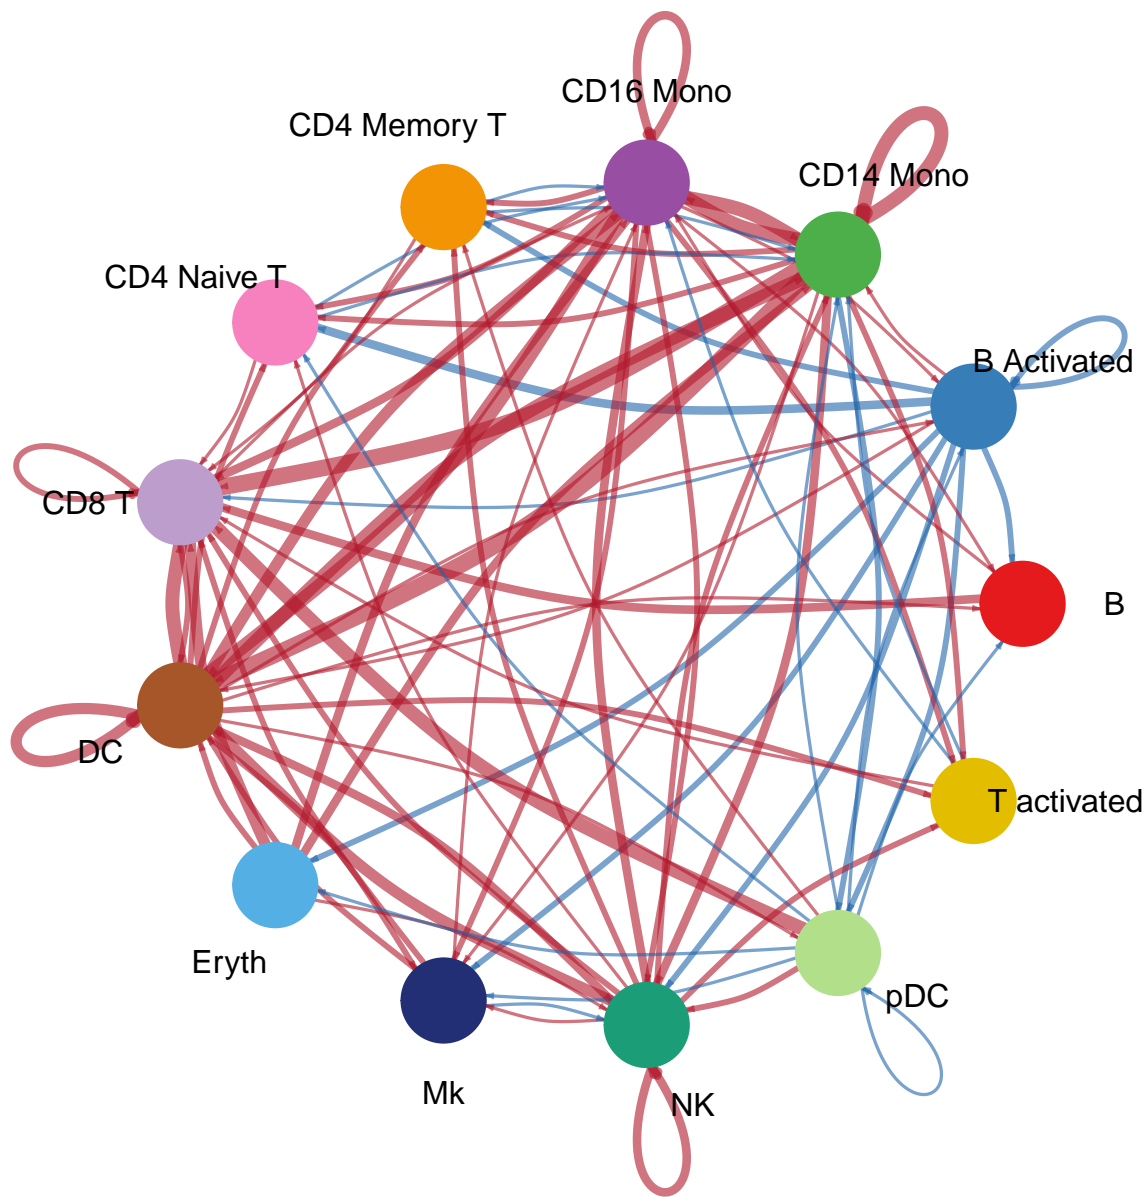 CD16 Mono
CD4 Memory T
CD14 Mono
CD4 Naive T
B Activated
CD8 T
B
DC
T activated
Eryth
pDC
Mk
NK